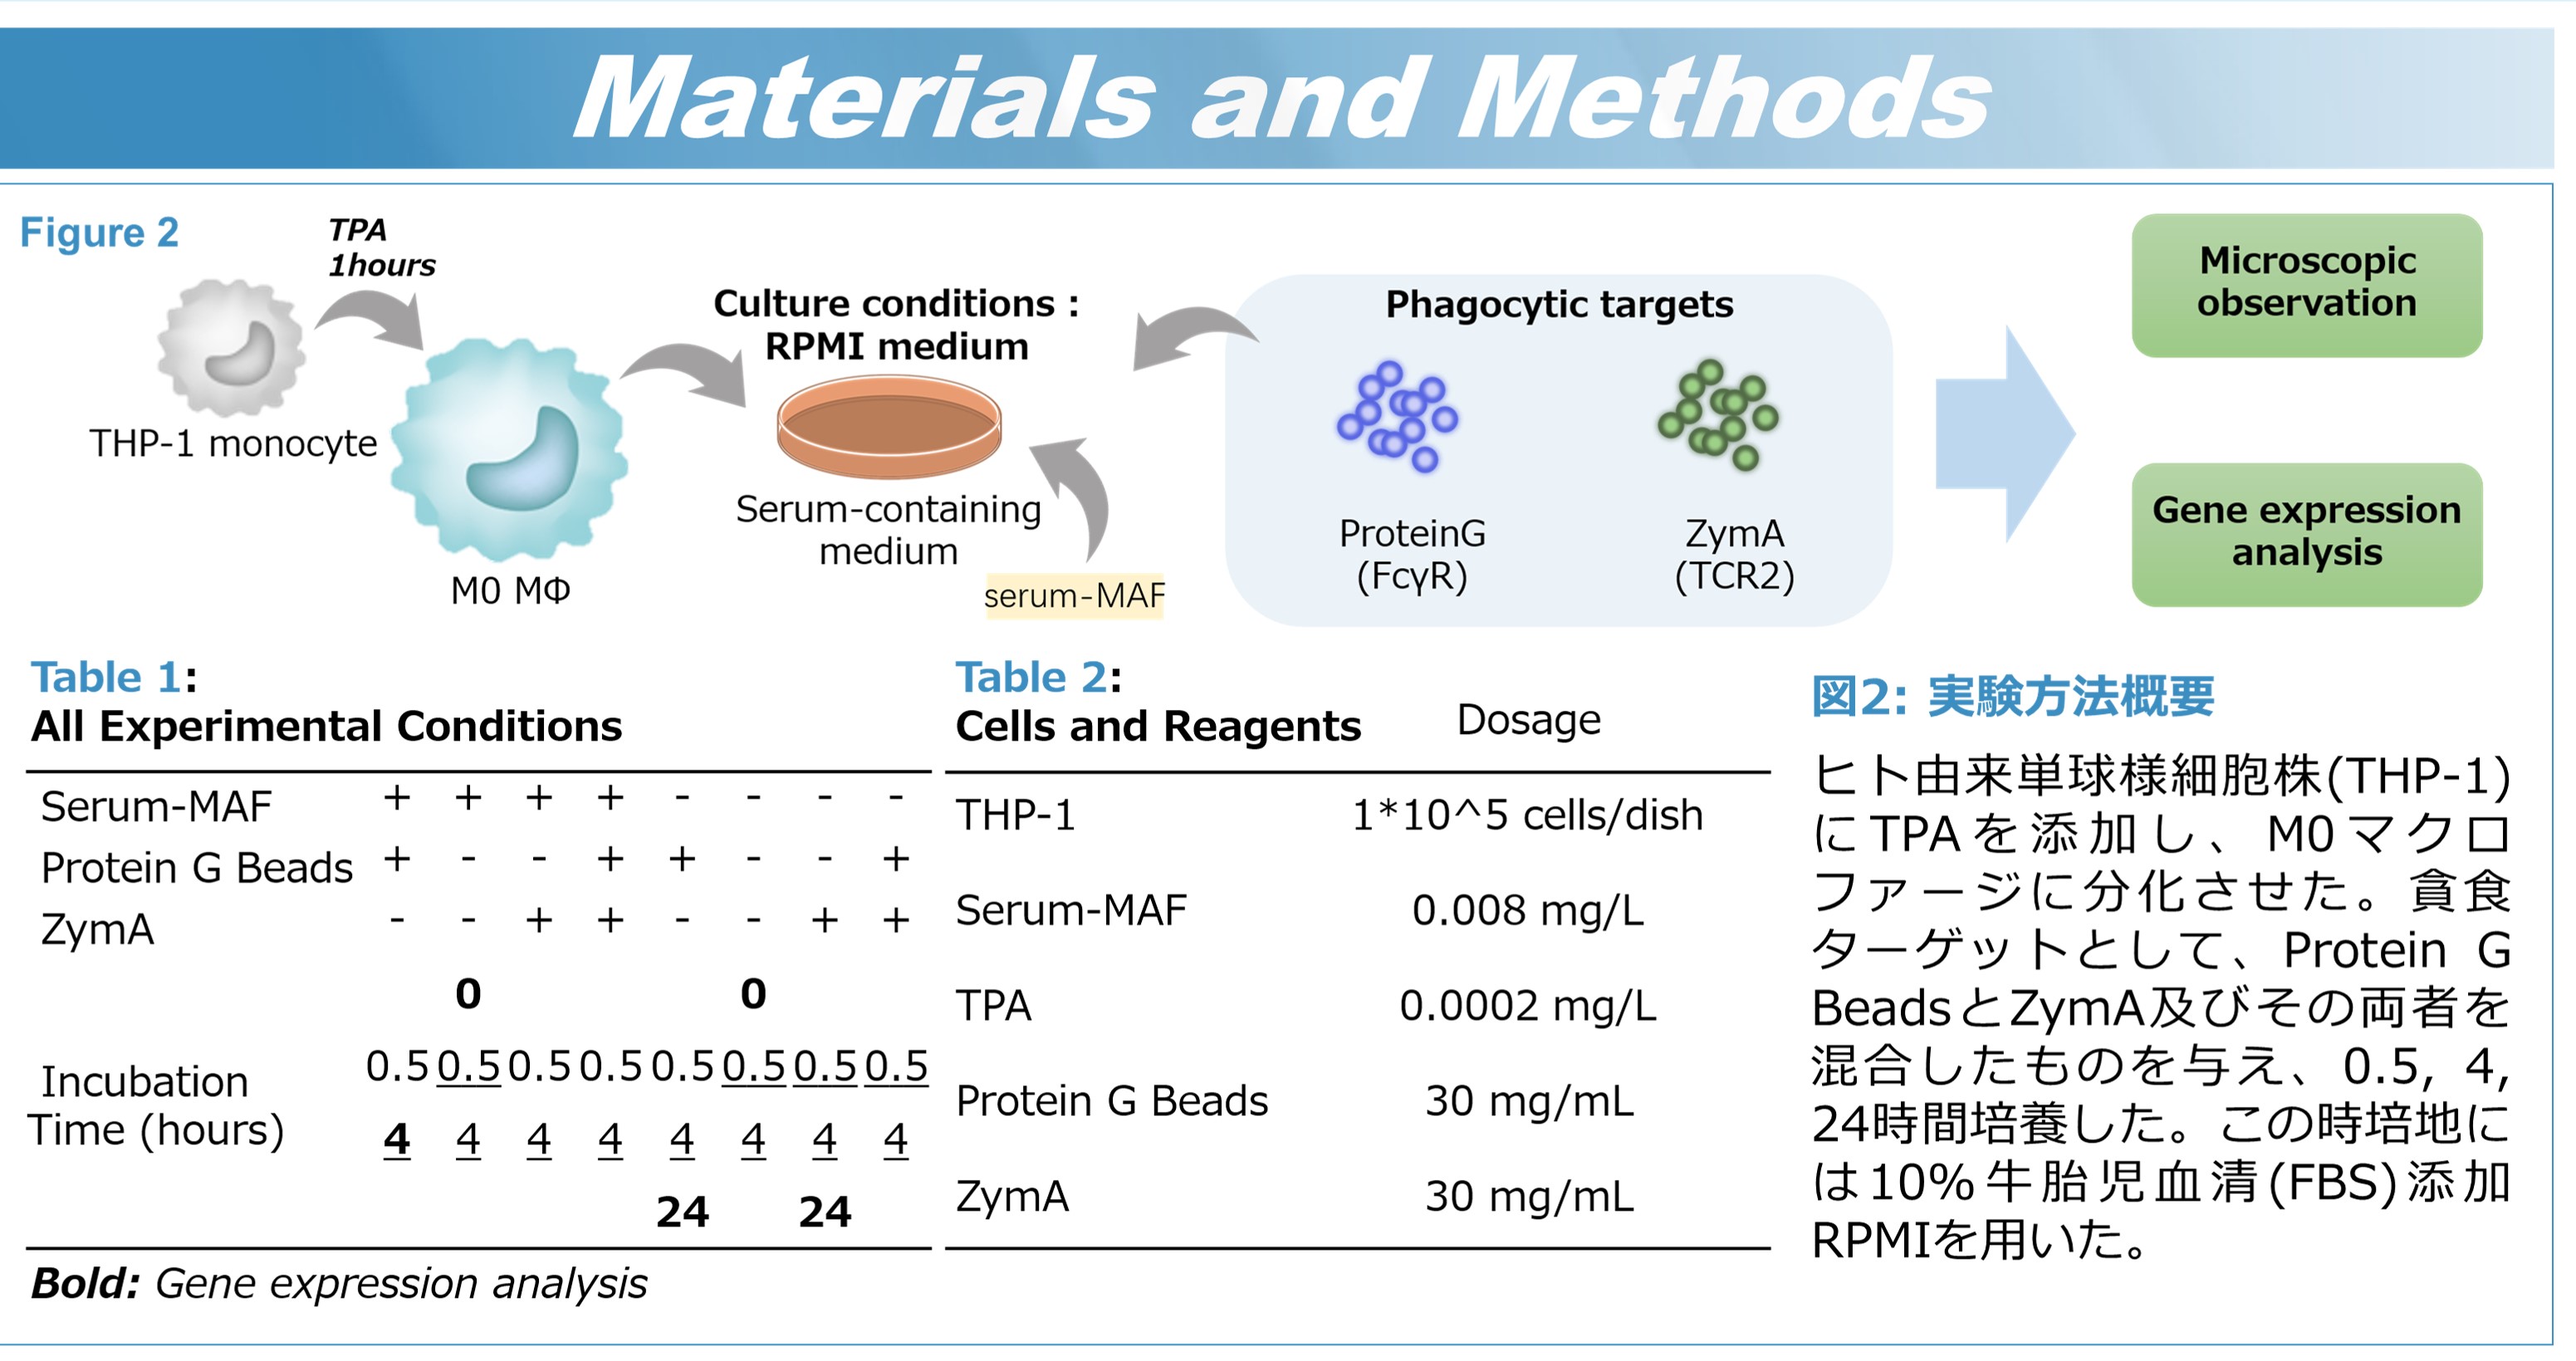 Materials and Methods
Figure 2
TPA
1hours
THP-1 monocyte
M0 MΦ
Culture conditions :
RPMI medium
Serum-containing
medium
serum-MAF
Phagocytic targets
ProteinG
(FcγR)
ZymA
(TCR2)
Microscopic
observation
Gene expression
analysis
Table 1:
All Experimental Conditions
Serum-MAF + + + + - - - -
Protein G Beads + - - + + - - +
ZymA - - + + - - + +
0 0
Incubation
Time (hours)
0.5 0.5 0.5 0.5 0.5 0.5 0.5 0.5
4 4 4 4 4 4 4 4
24 24
Bold: Gene expression analysis
Table 2:
Cells and Reagents Dosage
THP-1 1*10^5 cells/dish
Serum-MAF 0.008 mg/L
TPA 0.0002 mg/L
Protein G Beads 30 mg/mL
ZymA 30 mg/mL
図2: 実験方法概要
ヒト由来単球様細胞株(THP-1)
にTPAを添加し、M0マクロ
ファージに分化させた。貪食
ターゲットとして、Protein G
BeadsとZymA及びその両者を
混合したものを与え、0.5, 4,
24時間培養した。この時培地に
は10%牛胎児血清(FBS)添加
RPMIを用いた。